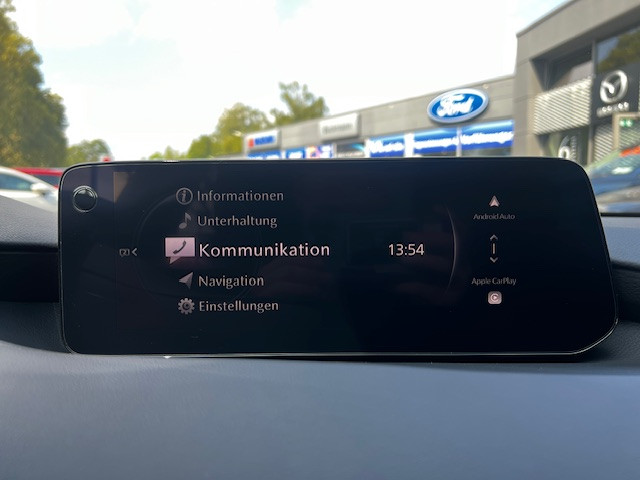 Ford
Informationen
Unterhaltung
Kommunikation
13:54
Navigation
Einstellungen
Android Auto
Apple CarPlay